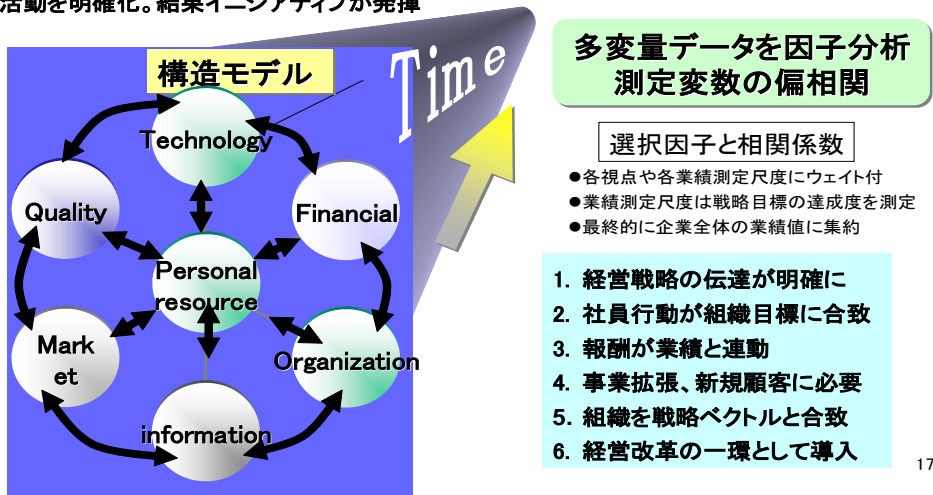 活動を明確化。結果イニシアティブが発揮
構造モデル
Time
多変量データを因子分析
測定変数の偏相関
Technology
選択因子と相関係数
●各視点や各業績測定尺度にウェイト付
●業績測定尺度は戦略目標の達成度を測定
●最終的に企業全体の業績値に集約
Quality
Financial
Personal
resource
Mark
et
Organization
information
1. 経営戦略の伝達が明確に
2. 社員行動が組織目標に合致
3. 報酬が業績と連動
4. 事業拡張、新規顧客に必要
5. 組織を戦略ベクトルと合致
6. 経営改革の一環として導入
17